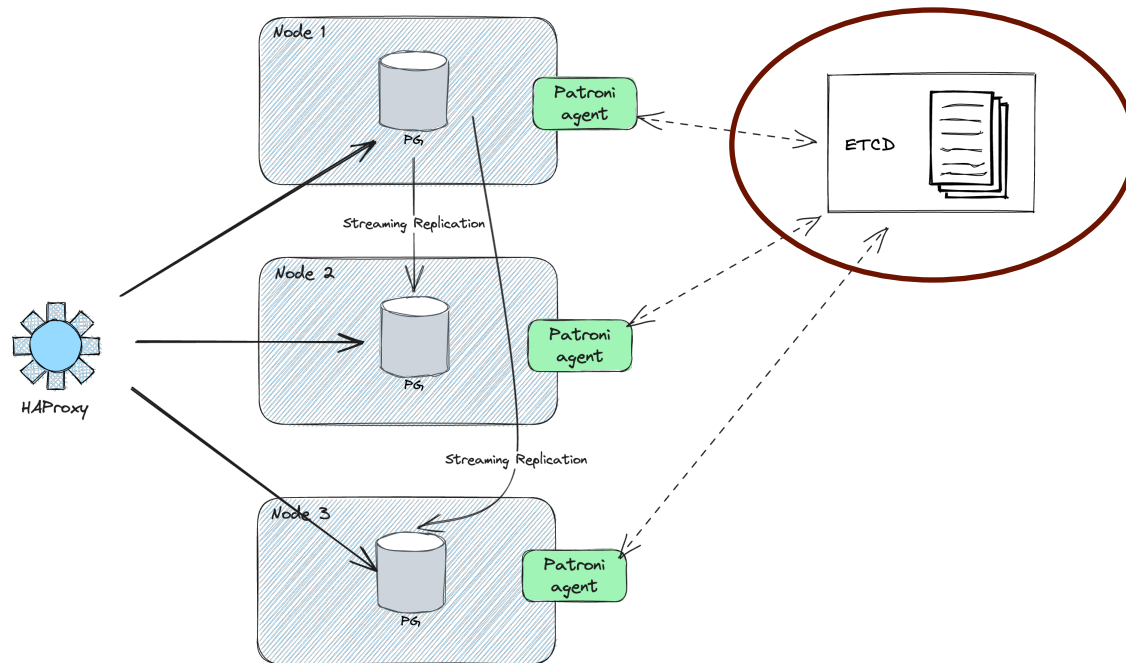 Node 1
PG
Patroni
agent
ETCD
Streaming Replication
Node 2
PG
Patroni
agent
HAProxy
Streaming Replication
Node 3
PG
Patroni
agent